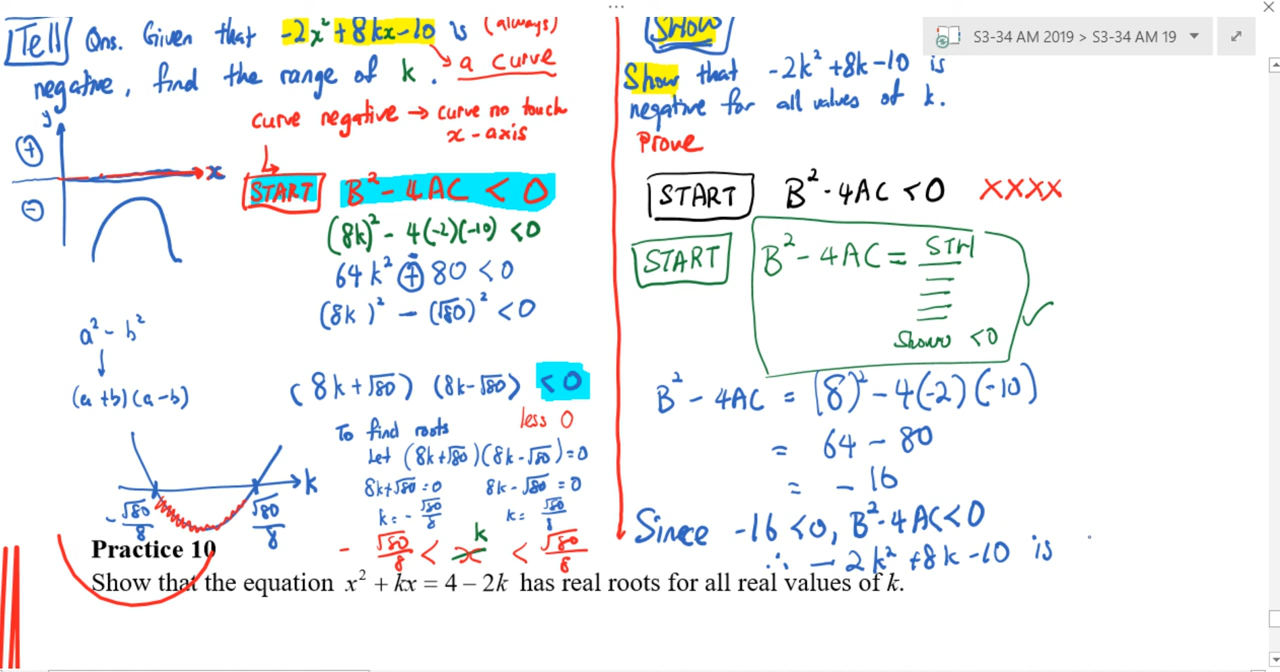 ...
S3-34 AM 2019 > S3-34 AM 19
Tell Qns. Given that -2x² + 8kx - 10 is (always)
negative, find the range of k.
a curve
curve negative → curve no touch
x - axis
y
+
x
-
START B² - 4AC < 0
(8k)² - 4(-2)(-10) < 0
64k² + 80 < 0
(8k)² - (√80)² < 0
a² - b²
↓
(a + b)(a - b)
(8k + √80) (8k - √80) < 0
less 0
To find roots
Let (8k + √80)(8k - √80) = 0
8k + √80 = 0 8k - √80 = 0
k = - √80/8 k = √80/8
k
- √80/8 √80/8
- √80/8 < x k < √80/8
Show
Show that -2k² + 8k - 10 is
negative for all values of k.
Prove
START B² - 4AC < 0 XXXX
START B² - 4AC = STH
Shows < 0
B² - 4AC = (8)² - 4(-2)(-10)
= 64 - 80
= - 16
Since -16 < 0, B² - 4AC < 0
∴ - 2k² + 8k - 10 is
Practice 10
Show that the equation x² + kx = 4 − 2k has real roots for all real values of k.